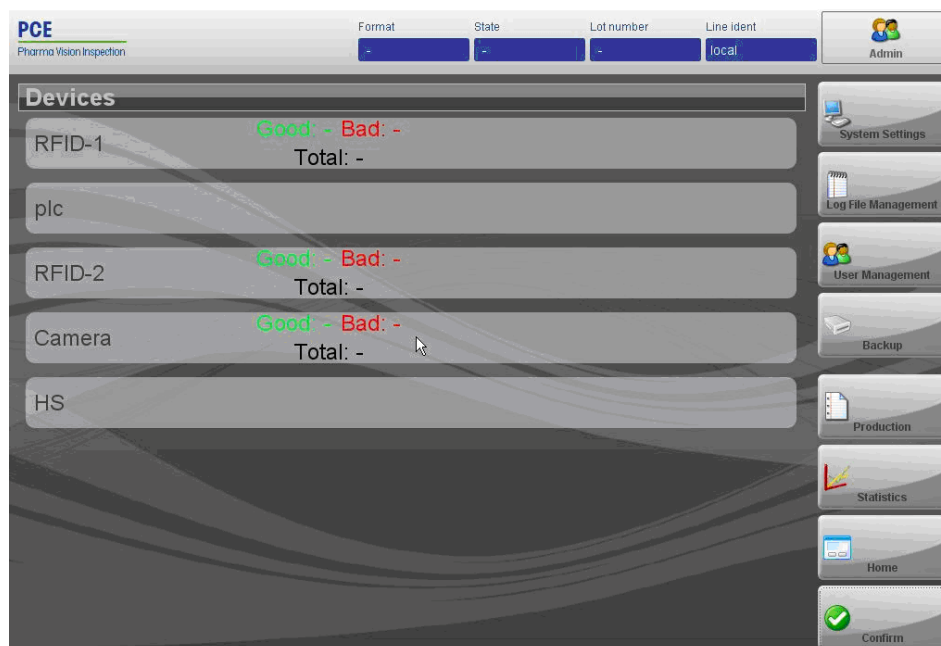 PCE
Pharma Vision Inspection
Format
-
State
-
Lot number
-
Line ident
local
Admin
Devices
RFID-1
Good: - Bad: -
Total: -
plc
RFID-2
Good: - Bad: -
Total: -
Camera
Good: - Bad: -
Total: -
HS
System Settings
Log File Management
User Management
Backup
Production
Statistics
Home
Confirm